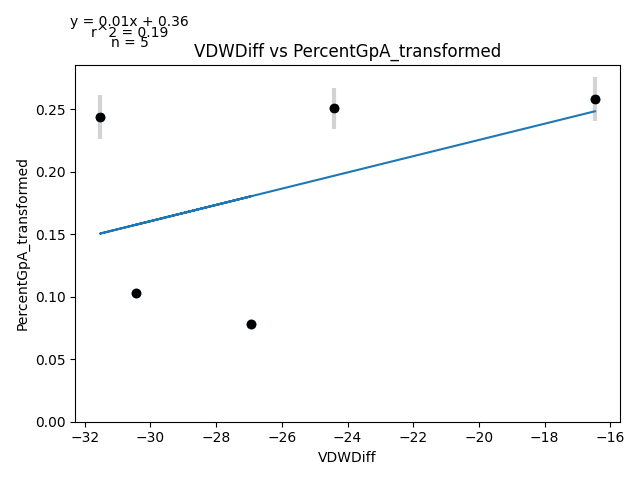 y = 0.01x + 0.36
r^2 = 0.19
n = 5
VDWDiff vs PercentGpA_transformed
PercentGpA_transformed
0.25
0.20
0.15
0.10
0.05
0.00
−32
−30
−28
−26
−24
−22
−20
−18
−16
VDWDiff